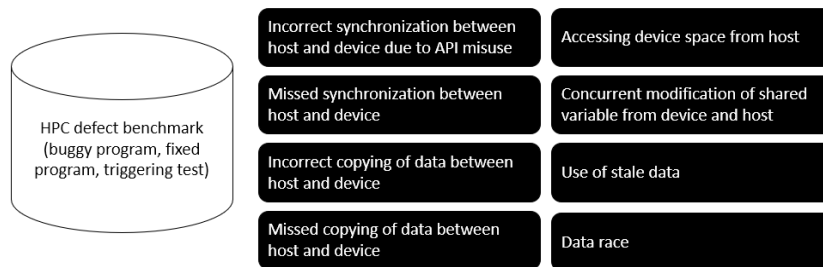 HPC defect benchmark
(buggy program, fixed
program, triggering test)
Incorrect synchronization between
host and device due to API misuse
Accessing device space from host
Missed synchronization between
host and device
Concurrent modification of shared
variable from device and host
Incorrect copying of data between
host and device
Use of stale data
Missed copying of data between
host and device
Data race